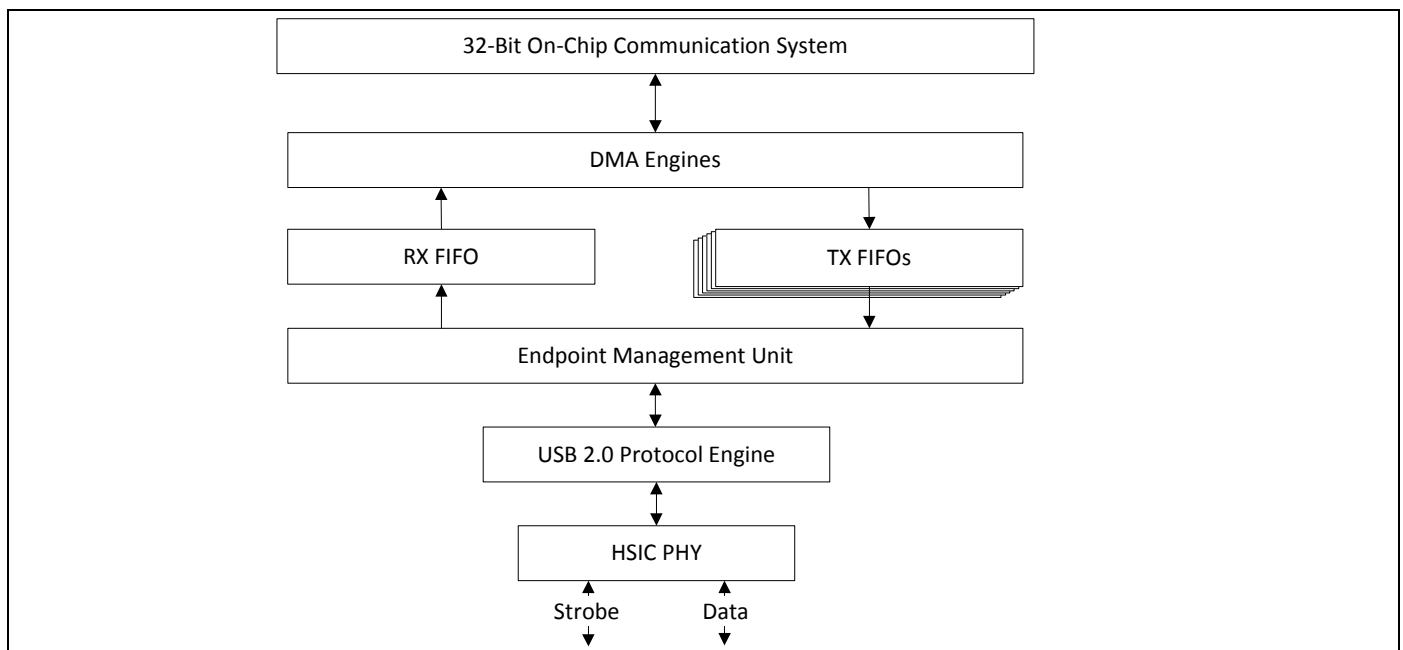 32-Bit On-Chip Communication System
DMA Engines
RX FIFO
TX FIFOs
Endpoint Management Unit
USB 2.0 Protocol Engine
HSIC PHY
Strobe
Data